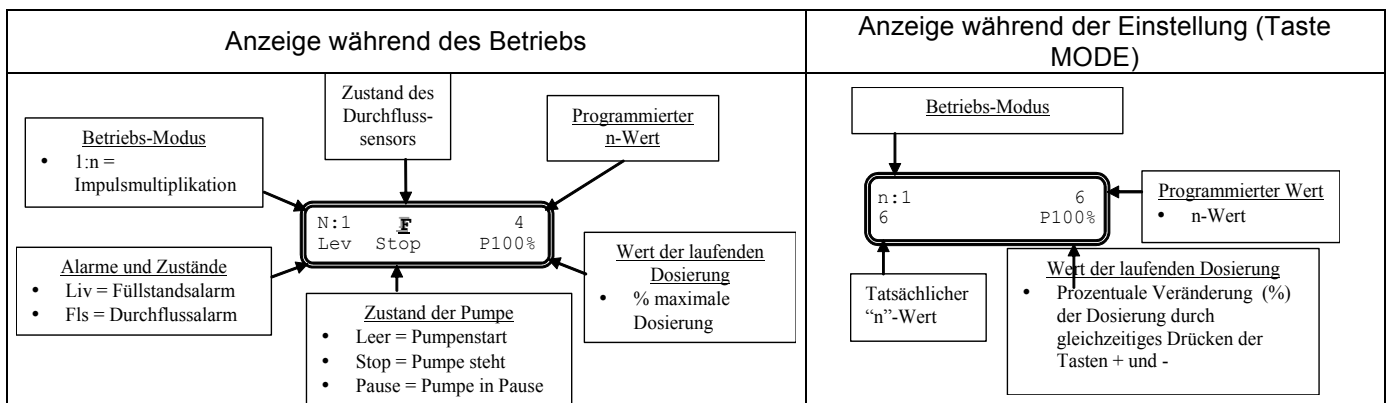 Anzeige während des Betriebs
Anzeige während der Einstellung (Taste
MODE)
Zustand des
Durchfluss-
sensors
Betriebs-Modus
• 1:n =
Impulsmultiplikation
Programmierter
n-Wert
N:1 F 4
Lev Stop P100%
Alarme und Zustände
• Liv = Füllstandsalarm
• Fls = Durchflussalarm
Zustand der Pumpe
• Leer = Pumpenstart
• Stop = Pumpe steht
• Pause = Pumpe in Pause
Wert der laufenden
Dosierung
• % maximale
Dosierung
Betriebs-Modus
n:1 6
6 P100%
Programmierter Wert
• n-Wert
Tatsächlicher
“n”-Wert
Wert der laufenden Dosierung
• Prozentuale Veränderung (%)
der Dosierung durch
gleichzeitiges Drücken der
Tasten + und -